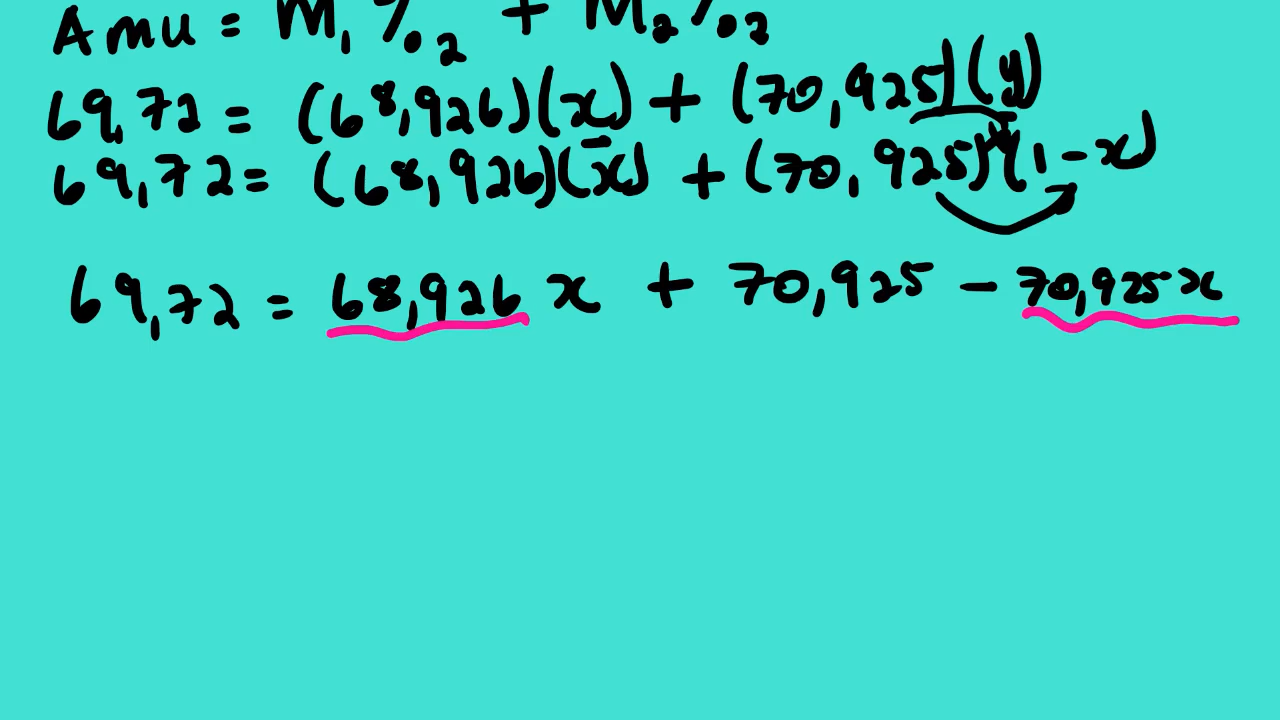 Amu = M₁ %₂ + M₂ %₂
69,72 = (68,926)(x) + (70,925)(y)
69,72 = (68,926)(x) + (70,925)(1-x)
69,72 = 68,926 x + 70,925 - 70,925x